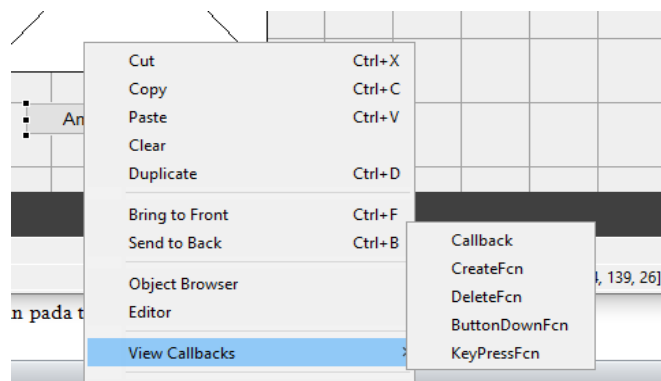 Cut Ctrl+X
Copy Ctrl+C
An
Paste Ctrl+V
Clear
Duplicate Ctrl+D
Bring to Front Ctrl+F
Send to Back Ctrl+B
Callback
CreateFcn
Object Browser
, 139, 26]
DeleteFcn
n pada t
Editor
ButtonDownFcn
View Callbacks
KeyPressFcn